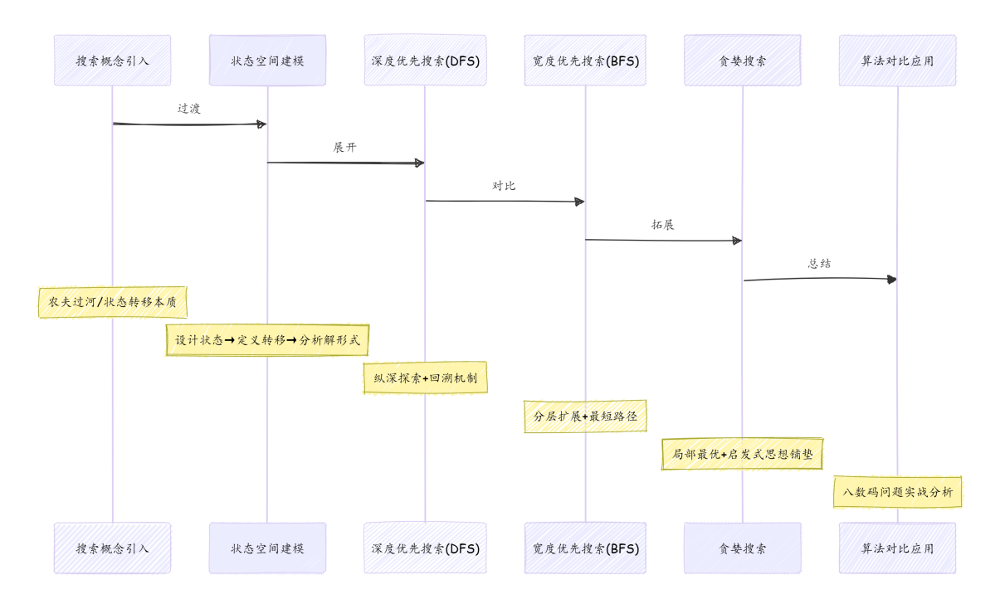 搜索概念引入
状态空间建模
深度优先搜索(DFS)
宽度优先搜索(BFS)
贪婪搜索
算法对比应用
过渡
展开
对比
拓展
总结
农夫过河/状态转移本质
设计状态→定义转移→分析解形式
纵深探索+回溯机制
分层扩展+最短路径
局部最优+启发式思想铺垫
八数码问题实战分析
搜索概念引入
状态空间建模
深度优先搜索(DFS)
宽度优先搜索(BFS)
贪婪搜索
算法对比应用